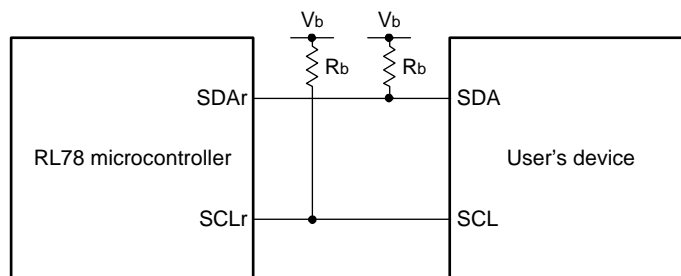 Vb Vb
Rb Rb
SDAr SDA
RL78 microcontroller User's device
SCLr SCL